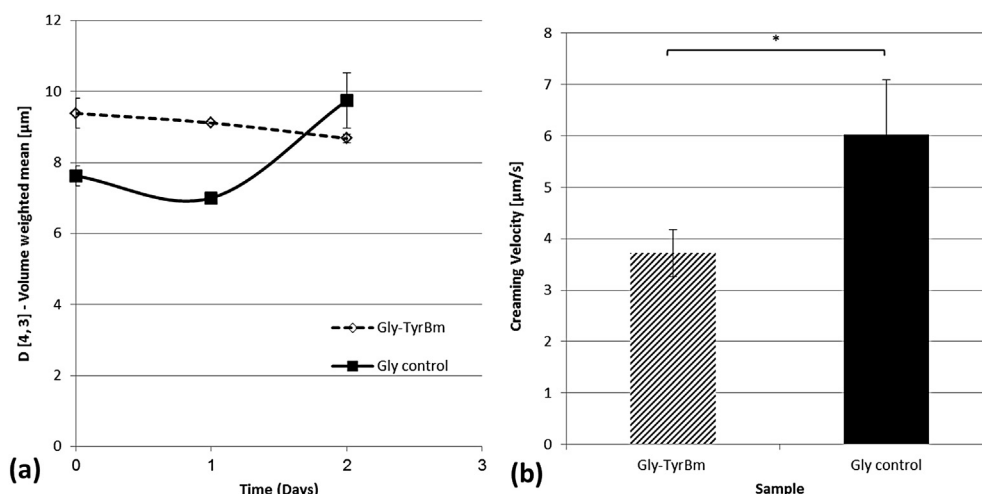 12
10
8
6
4
2
0
D [4, 3] - Volume weighted mean [µm]
Gly-TyrBm
Gly control
0
1
2
3
Time (Days)
(a)
8
7
6
5
4
3
2
1
0
Creaming Velocity [µm/s]
*
Gly-TyrBm
Gly control
Sample
(b)